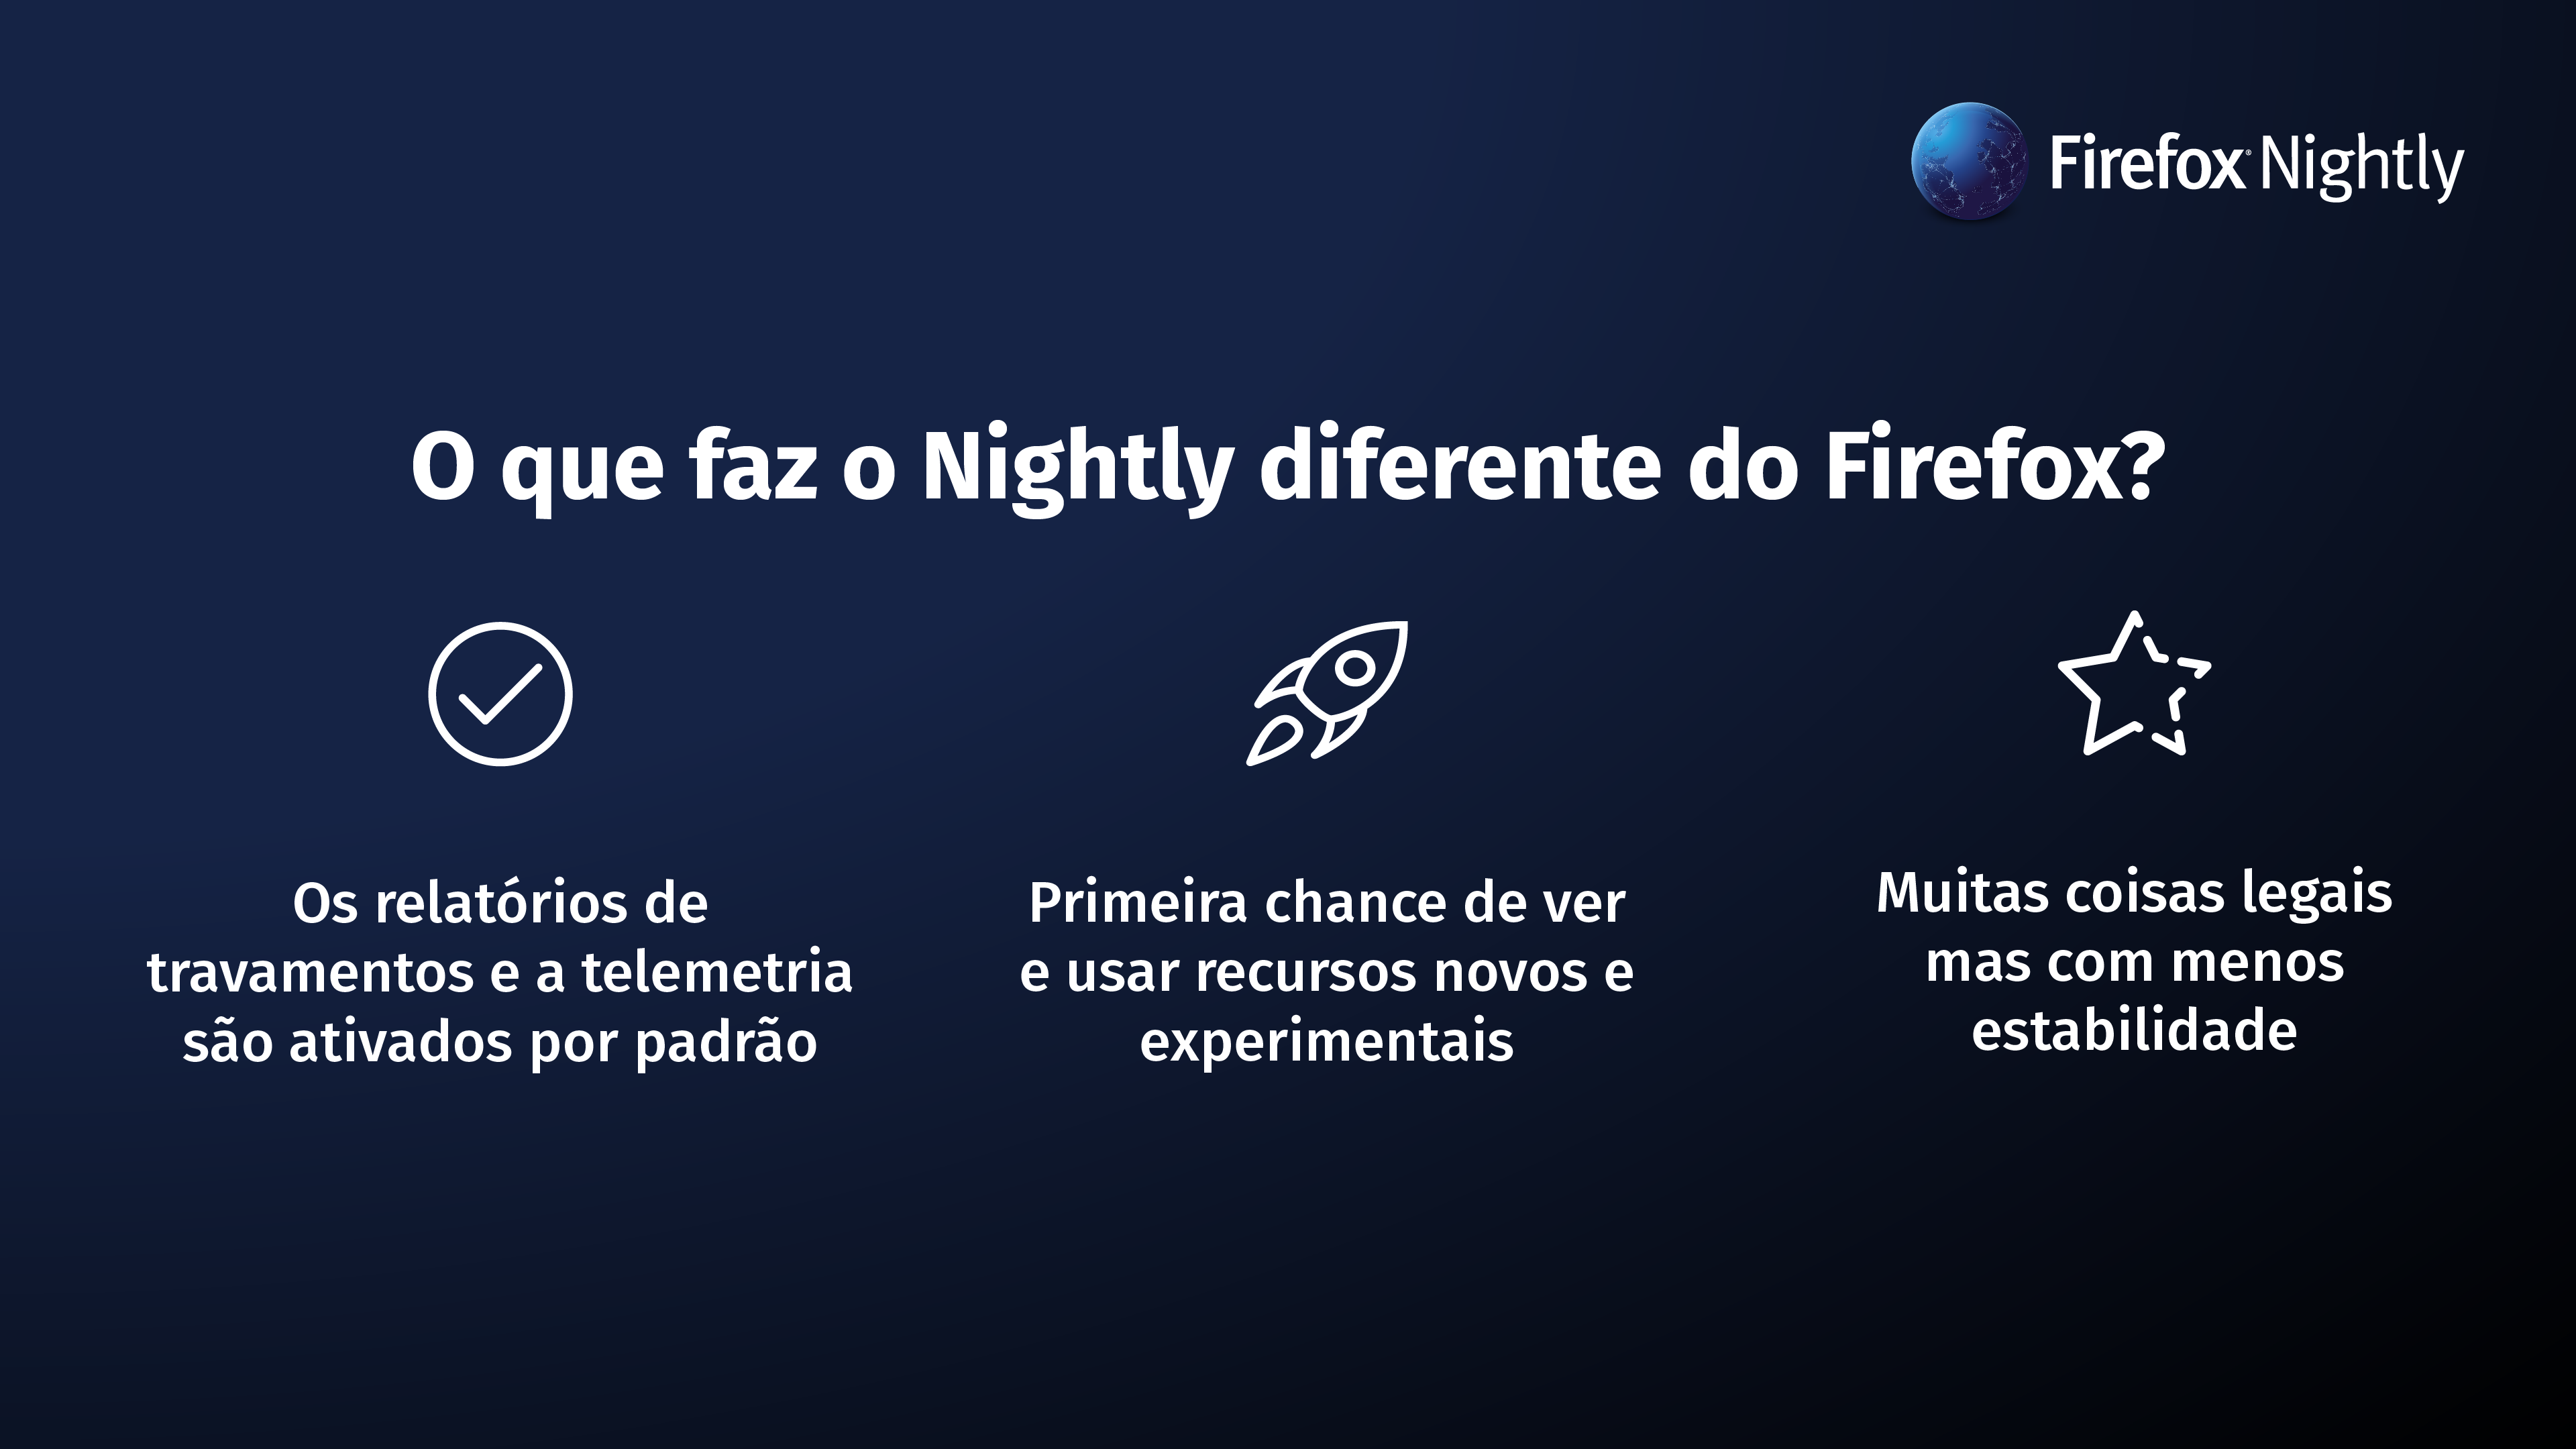 Firefox Nightly
O que faz o Nightly diferente do Firefox?
Os relatórios de
travamentos e a telemetria
são ativados por padrão
Primeira chance de ver
e usar recursos novos e
experimentais
Muitas coisas legais
mas com menos
estabilidade